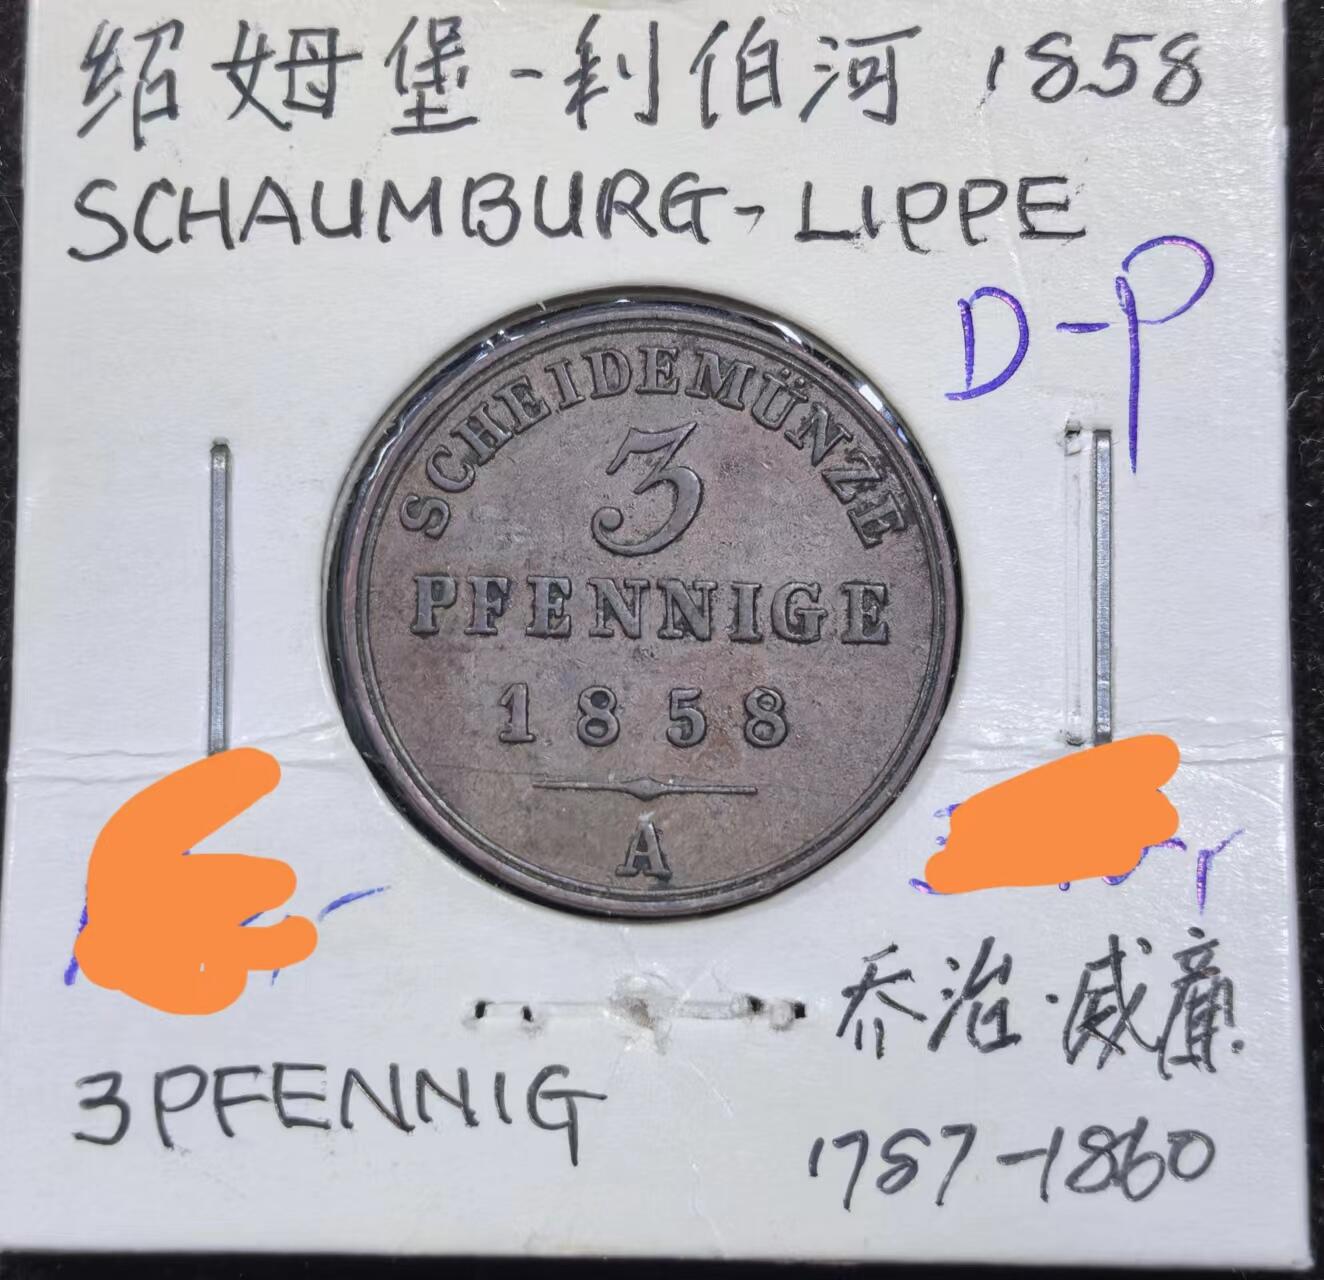 绍姆堡-利伯河 1858
SCHAUMBURG-LIPPE
D-P
SCHEIDEMÜNZE
3
PFENNIGE
1858
A
乔治·威廉
3PFENNIG
1787-1860